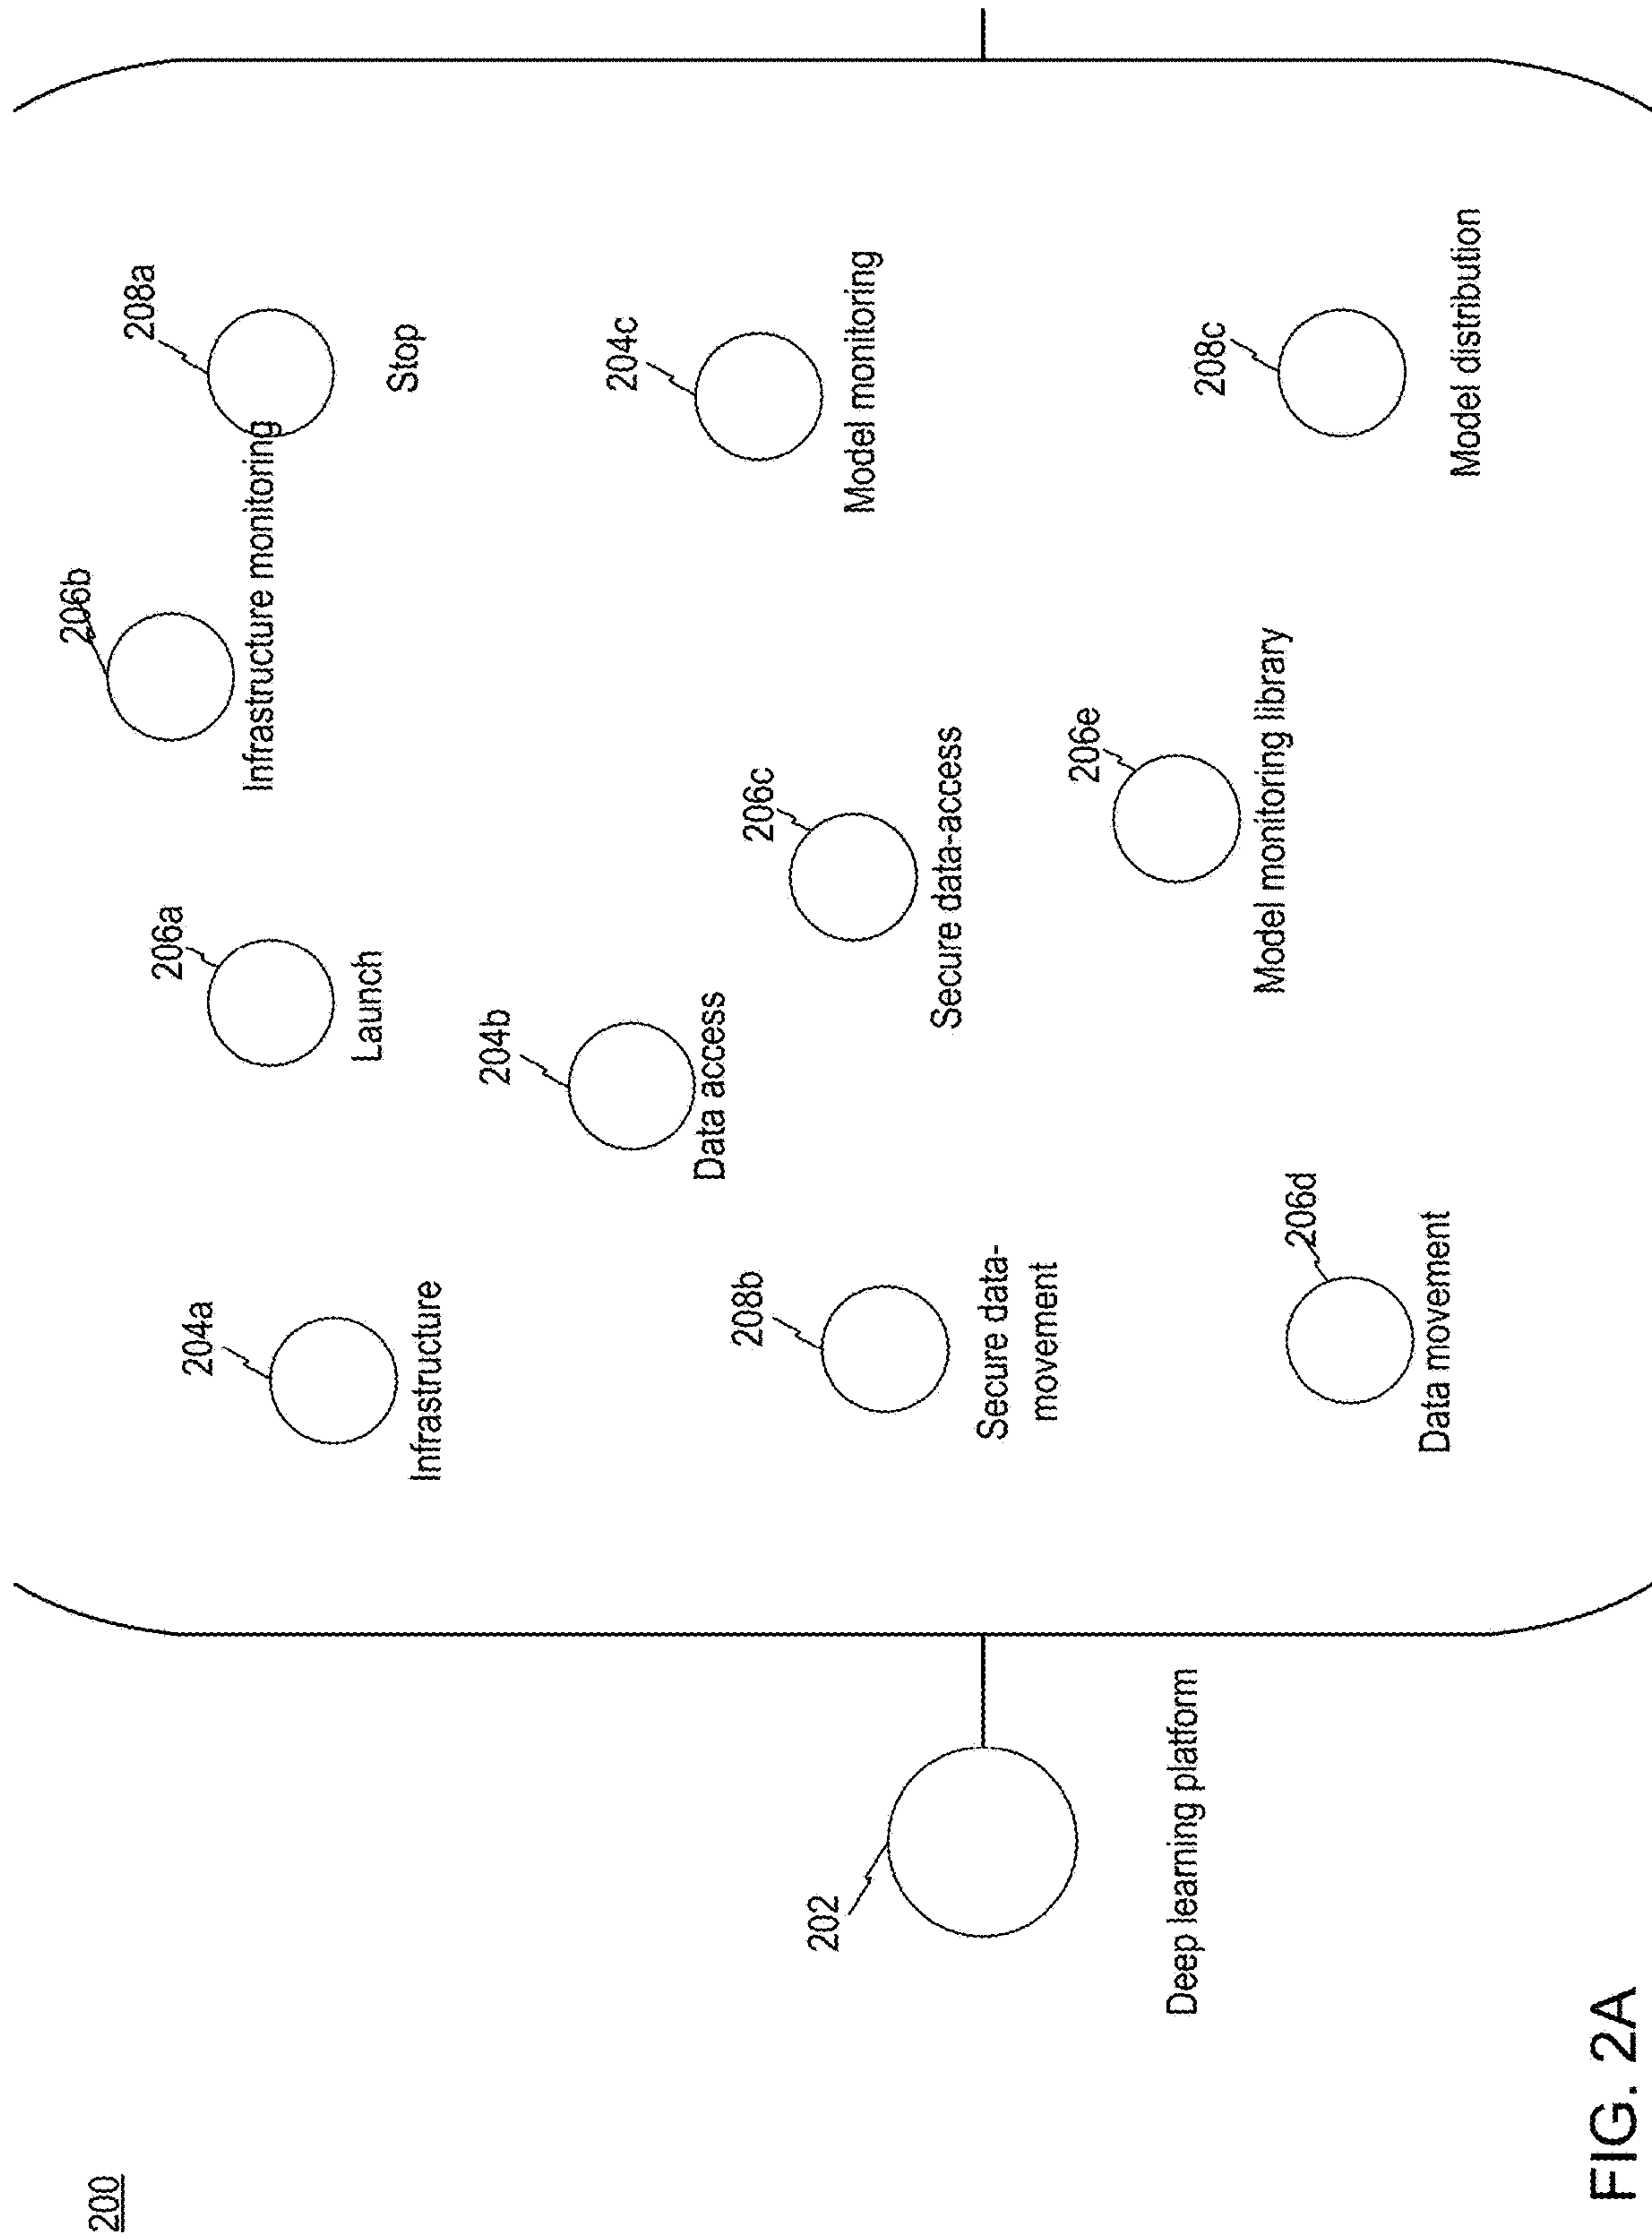 200
206b
Infrastructure monitoring
208a
Stop
206a
Launch
204a
Infrastructure
204b
Data access
204c
Model monitoring
208b
Secure data-
movement
206c
Secure data-access
202
Deep learning platform
206e
Model monitoring library
208c
Model distribution
206d
Data movement
FIG. 2A